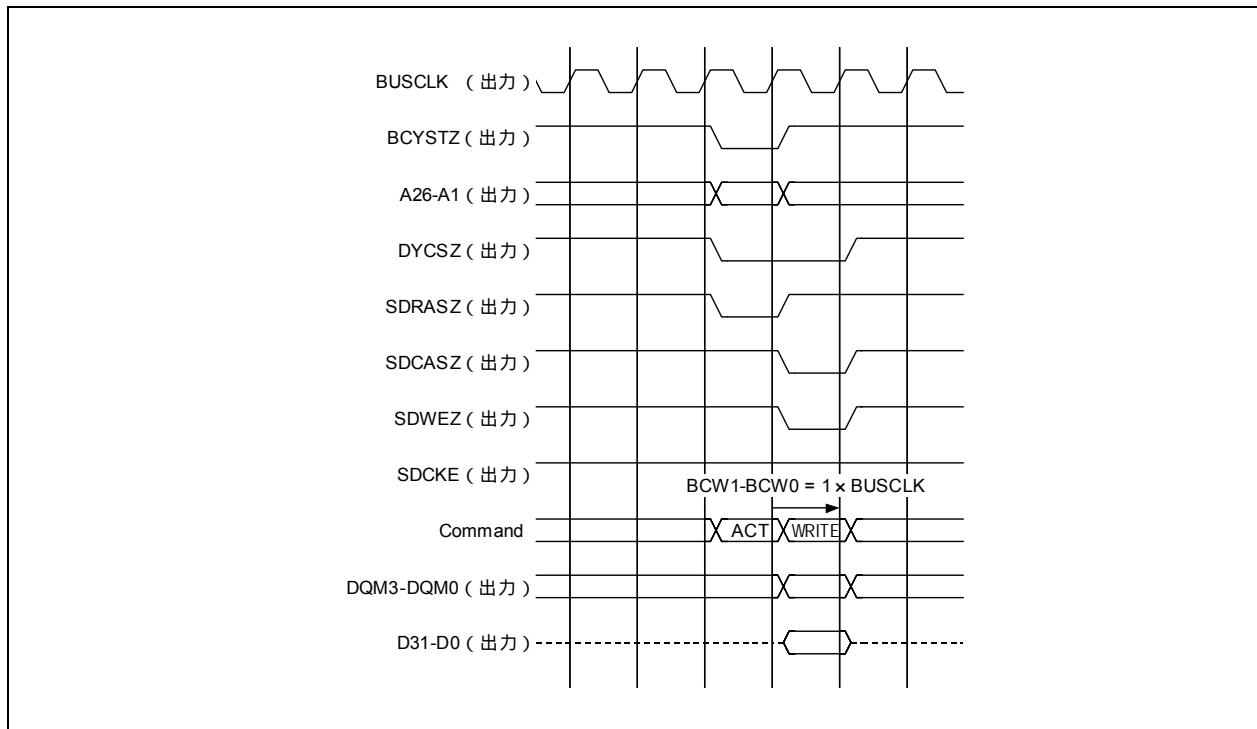 BUSCLK （出力）
BCYSTZ（出力）
A26-A1（出力）
DYCSZ（出力）
SDRASZ（出力）
SDCASZ（出力）
SDWEZ（出力）
SDCKE（出力）
BCW1-BCW0 = 1 × BUSCLK
Command ACT WRITE
DQM3-DQM0（出力）
D31-D0（出力）